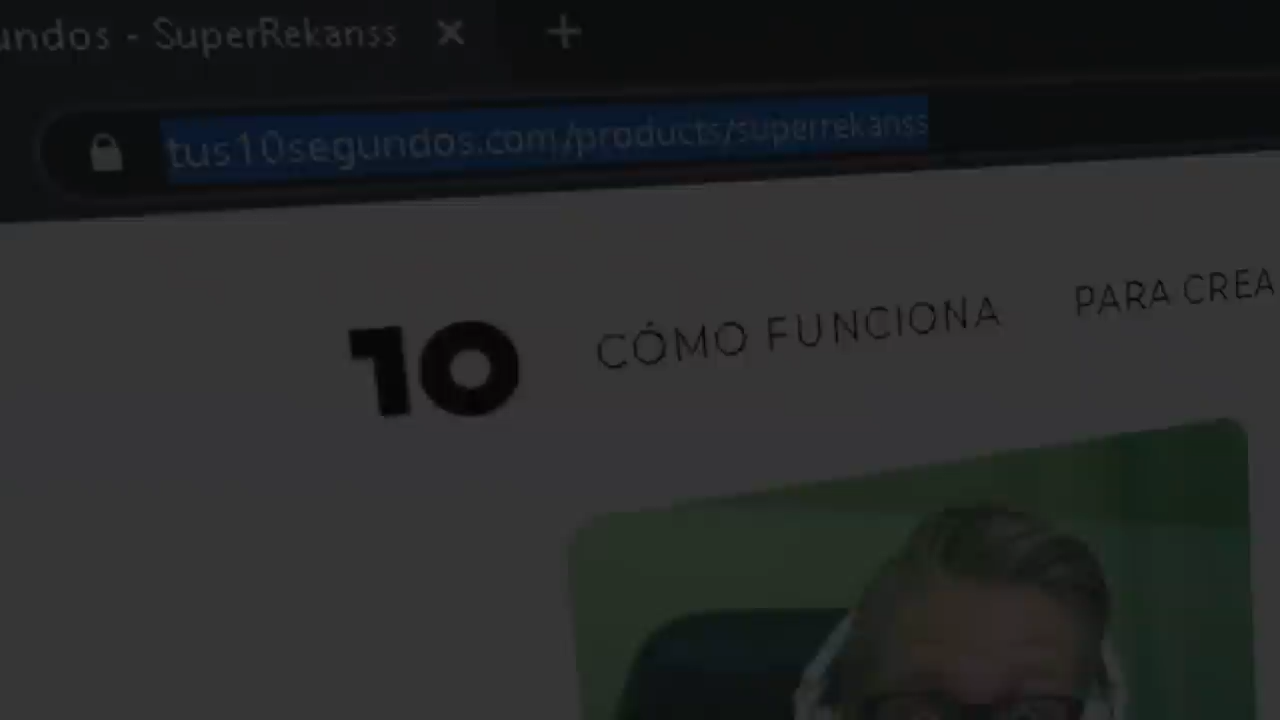 undos - SuperRekanss
tus10segundos.com/products/superrekanss
10 CÓMO FUNCIONA PARA CREA